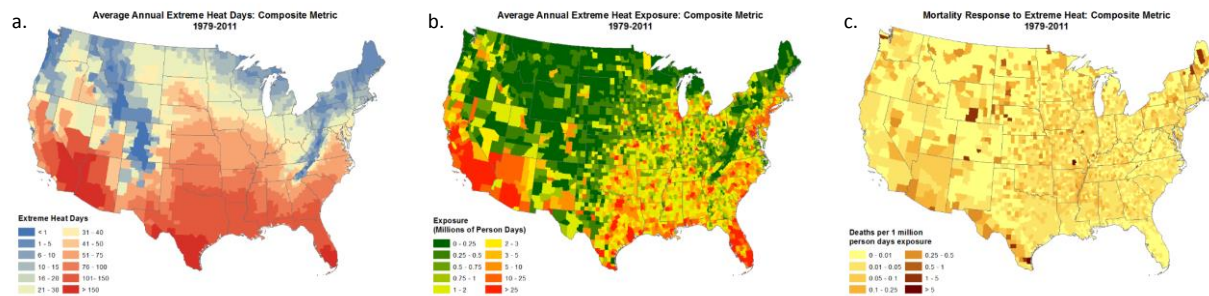 a.
Average Annual Extreme Heat Days: Composite Metric
1979-2011
Extreme Heat Days
< 1
1 - 5
6 - 10
10 - 15
16 - 20
21 - 30
31 - 40
41 - 50
51 - 75
76 - 100
101- 150
> 150
b.
Average Annual Extreme Heat Exposure: Composite Metric
1979-2011
Exposure
(Millions of Person Days)
0 - 0.25
0.25 - 0.5
0.5 - 0.75
0.75 - 1
1 - 2
2 - 3
3 - 5
5 - 10
10 - 25
> 25
c.
Mortality Response to Extreme Heat: Composite Metric
1979-2011
Deaths per 1 million
person days exposure
0 - 0.01
0.01 - 0.05
0.05 - 0.1
0.1 - 0.25
0.25 - 0.5
0.5 - 1
1 - 5
> 5